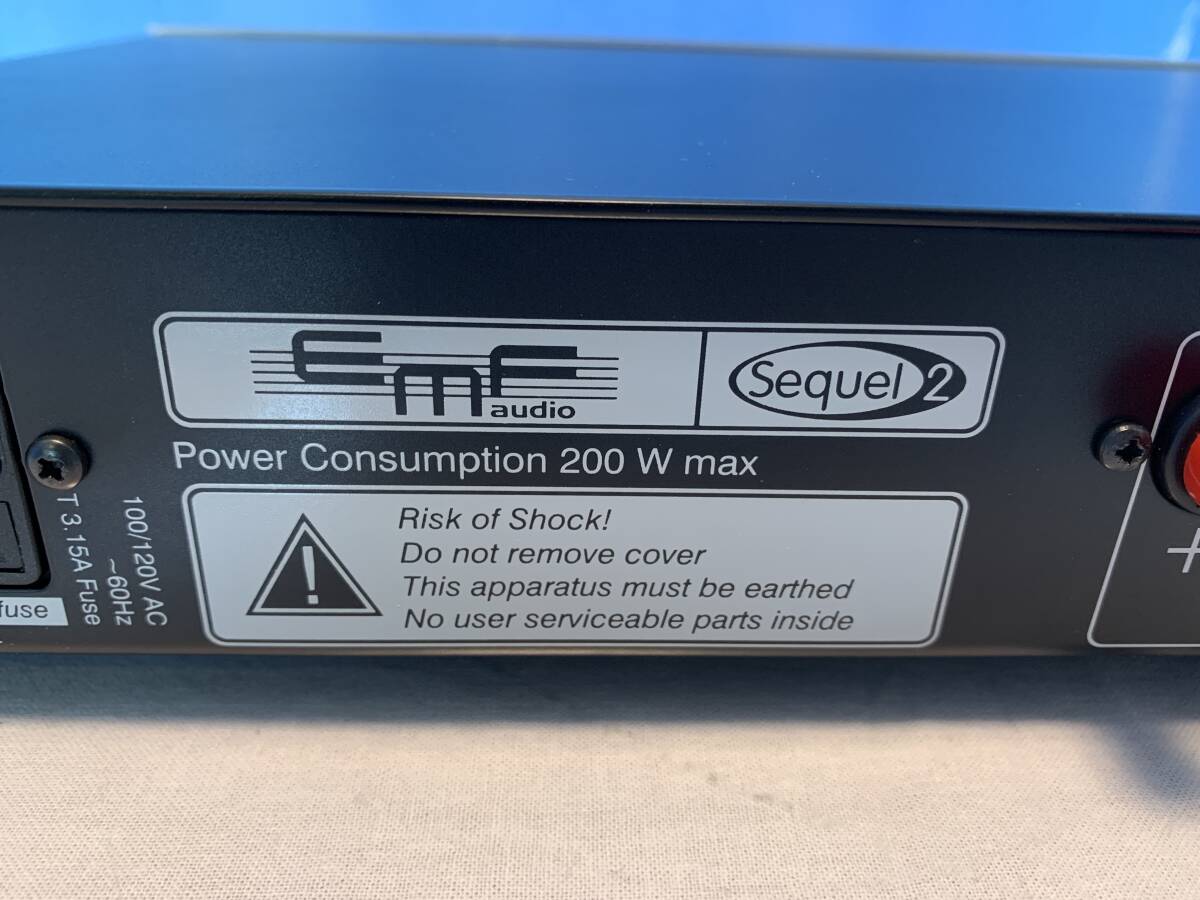 EMF audio
Sequel 2
Power Consumption 200 W max
Risk of Shock!
Do not remove cover
This apparatus must be earthed
No user serviceable parts inside
100/120V AC
~60Hz
T 3.15A Fuse
fuse
+